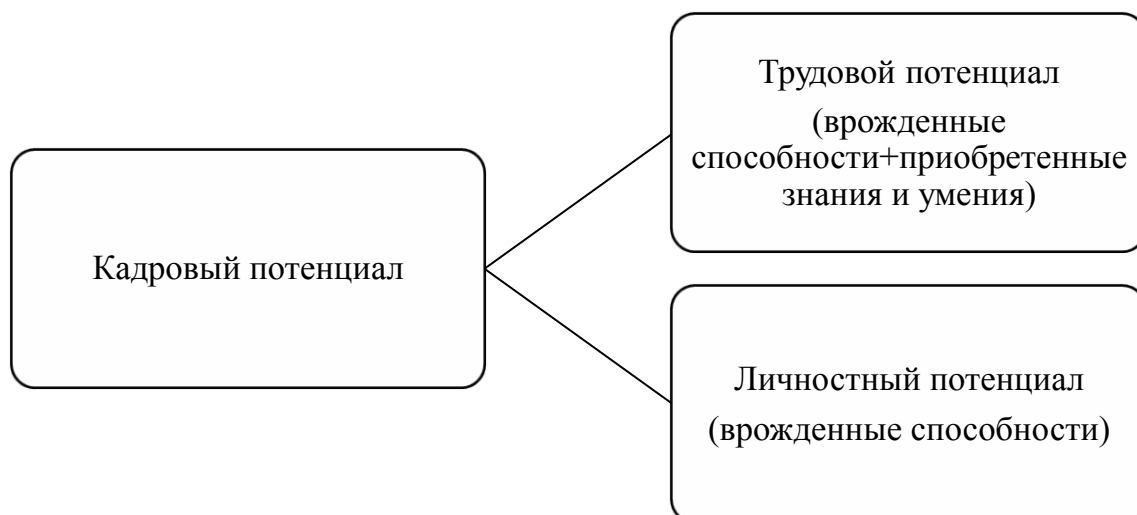 Трудовой потенциал
(врожденные
способности+приобретенные
знания и умения)
Кадровый потенциал
Личностный потенциал
(врожденные способности)